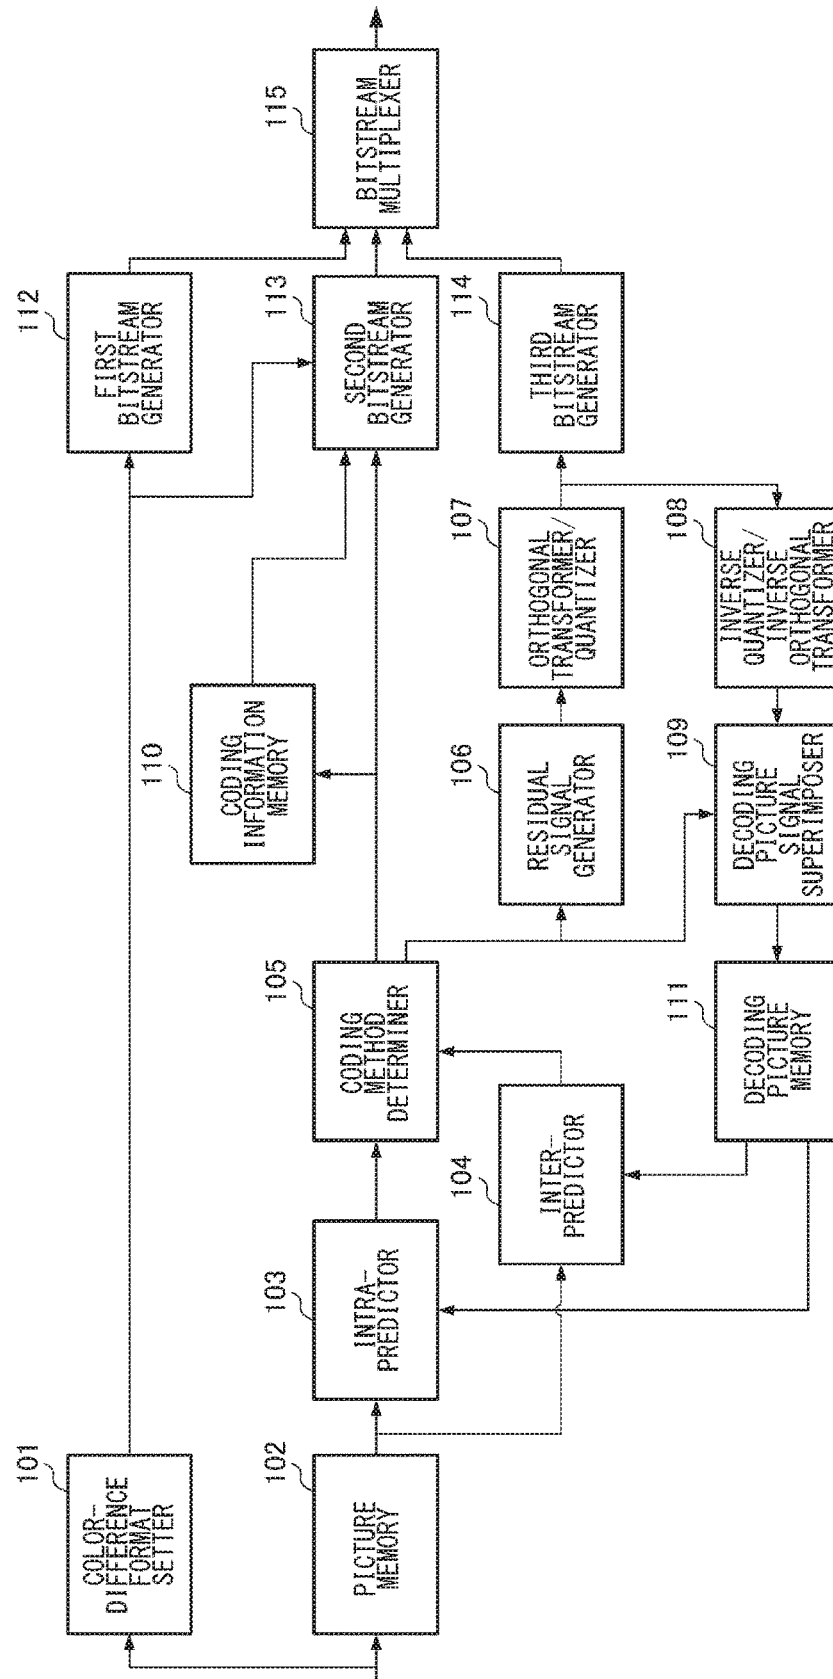 101
COLOR-
DIFFERENCE
FORMAT
SETTER
112
FIRST
BITSTREAM
GENERATOR
110
CODING
INFORMATION
MEMORY
102
PICTURE
MEMORY
103
INTRA-
PREDICTOR
105
CODING
METHOD
DETERMINER
113
SECOND
BITSTREAM
GENERATOR
115
BITSTREAM
MULTIPLEXER
104
INTER-
PREDICTOR
106
RESIDUAL
SIGNAL
GENERATOR
107
ORTHOGONAL
TRANSFORMER/
QUANTIZER
114
THIRD
BITSTREAM
GENERATOR
111
DECODING
PICTURE
MEMORY
109
DECODING
PICTURE
SIGNAL
SUPERIMPOSER
108
INVERSE
QUANTIZER/
INVERSE
ORTHOGONAL
TRANSFORMER